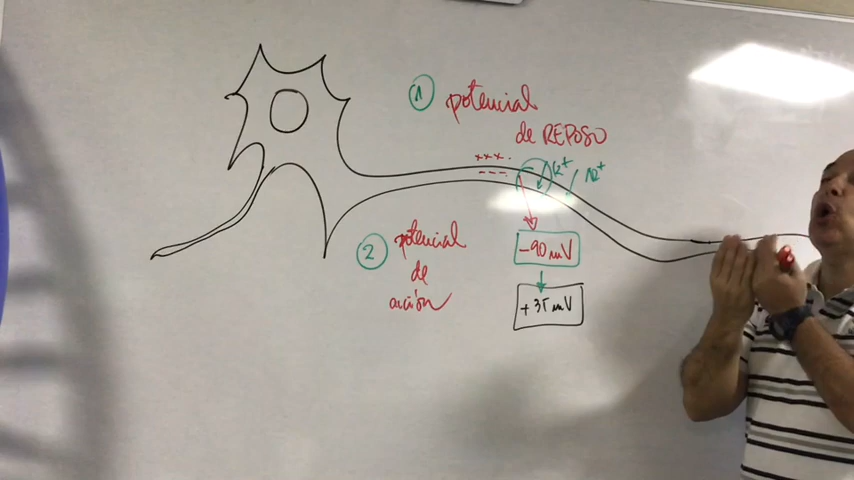 1 potencial
de REPOSO
+++.
---
K+
Na+
2 potencial
de
acción
-90 mV
+35 mV